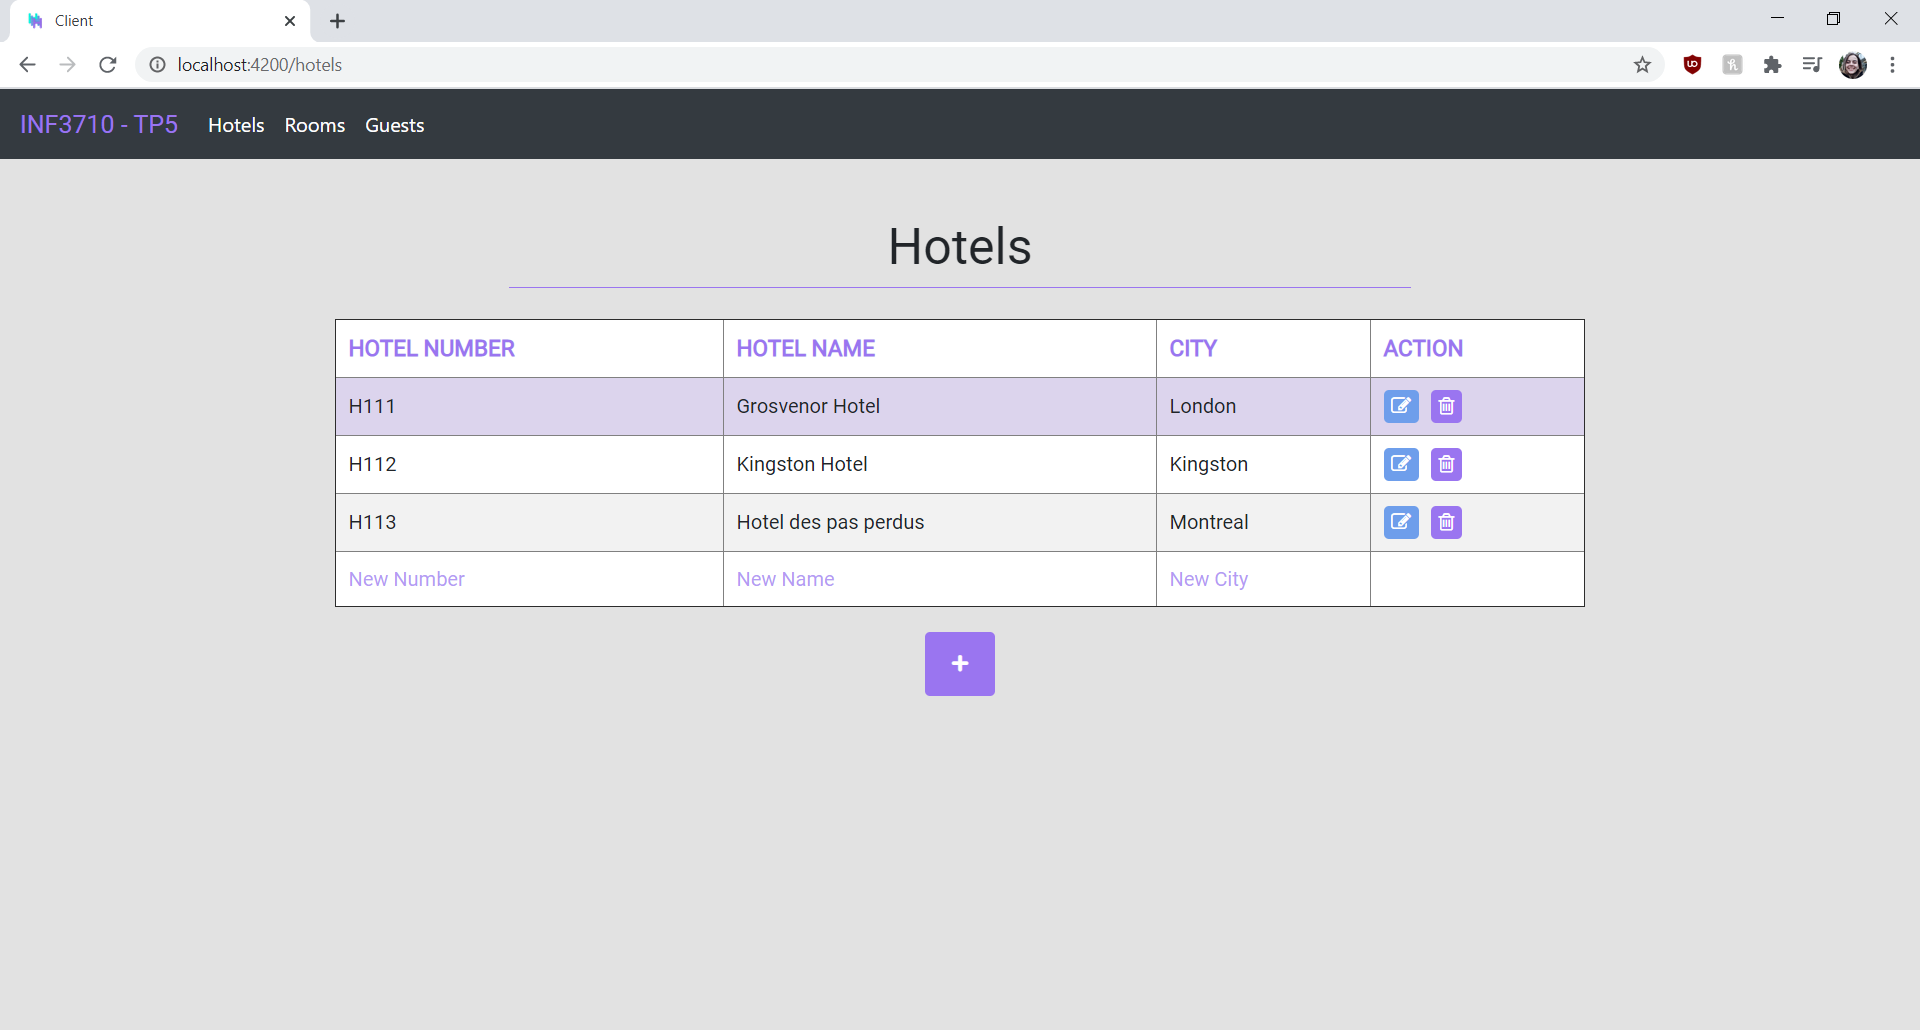 Client
localhost:4200/hotels
INF3710 - TP5 Hotels Rooms Guests
Hotels
HOTEL NUMBER HOTEL NAME CITY ACTION
H111 Grosvenor Hotel London
H112 Kingston Hotel Kingston
H113 Hotel des pas perdus Montreal
New Number New Name New City
+